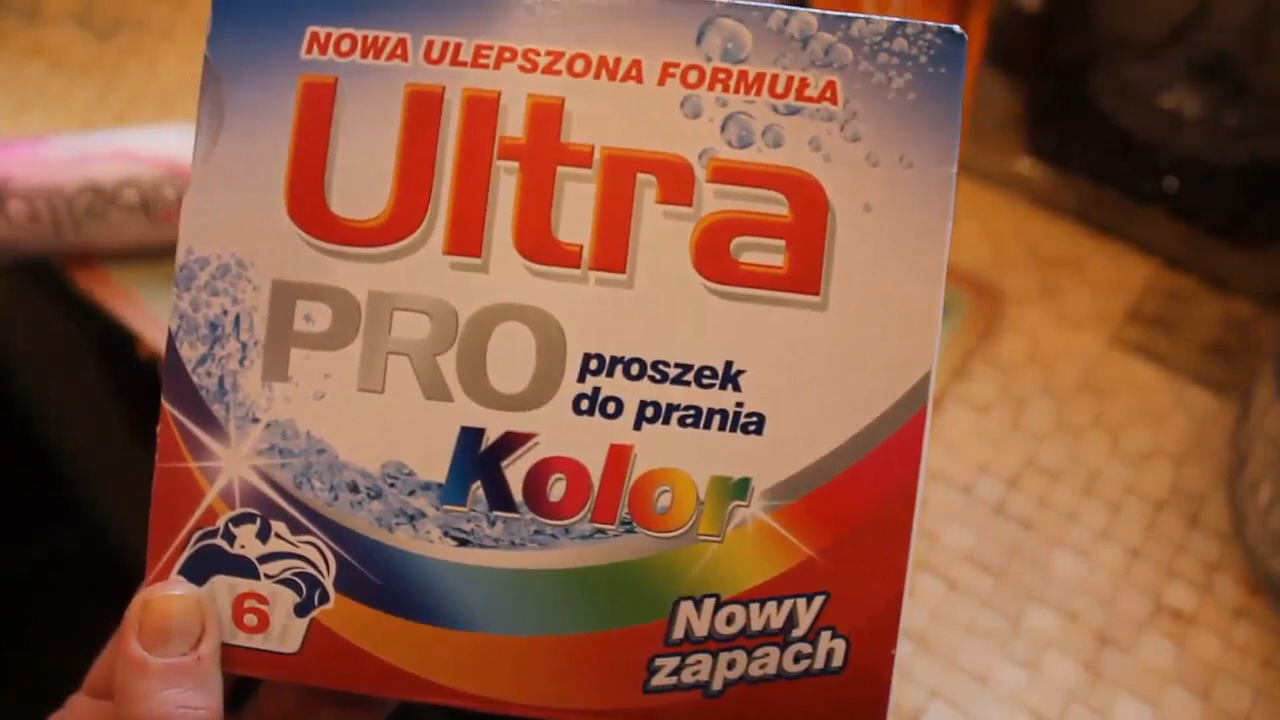 NOWA ULEPSZONA FORMUŁA
Ultra
PRO
proszek
do prania
Kolor
6
Nowy
zapach